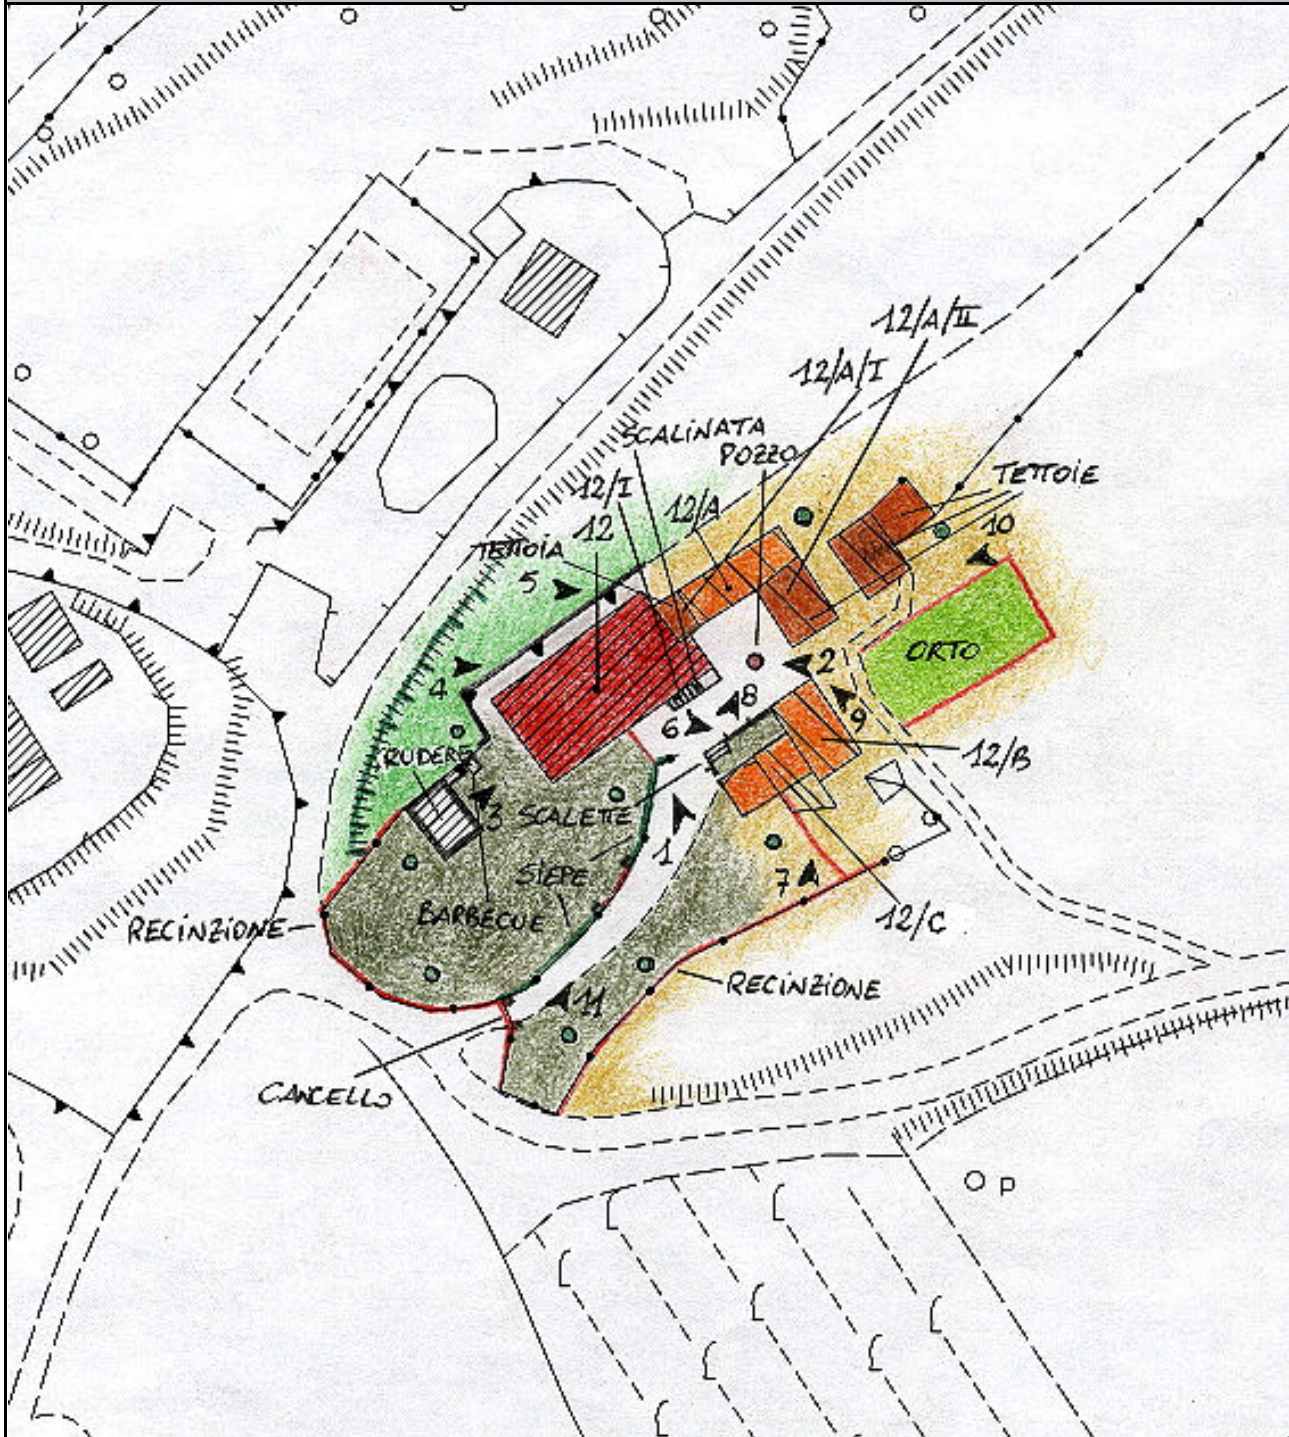 12/A/II
12/A/I
SCALINATA
POZZO
TETTOIE
12/I
12/A
12
10
TETTOIA
5
ORTO
4
2
8
6
9
RUDERE
12/B
3
SCALETTE
1
SIEPE
7
BARBECUE
12/C
RECINZIONE
RECINZIONE
11
CANCELLO
P